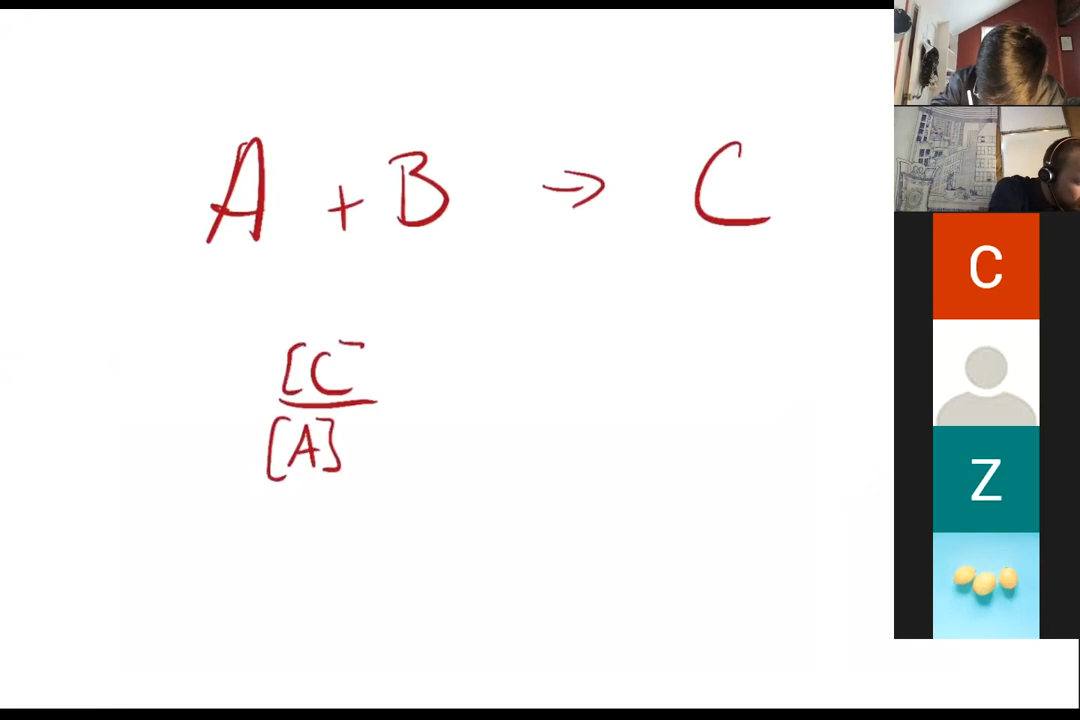 A + B → C
[C]
[A]
C
Z